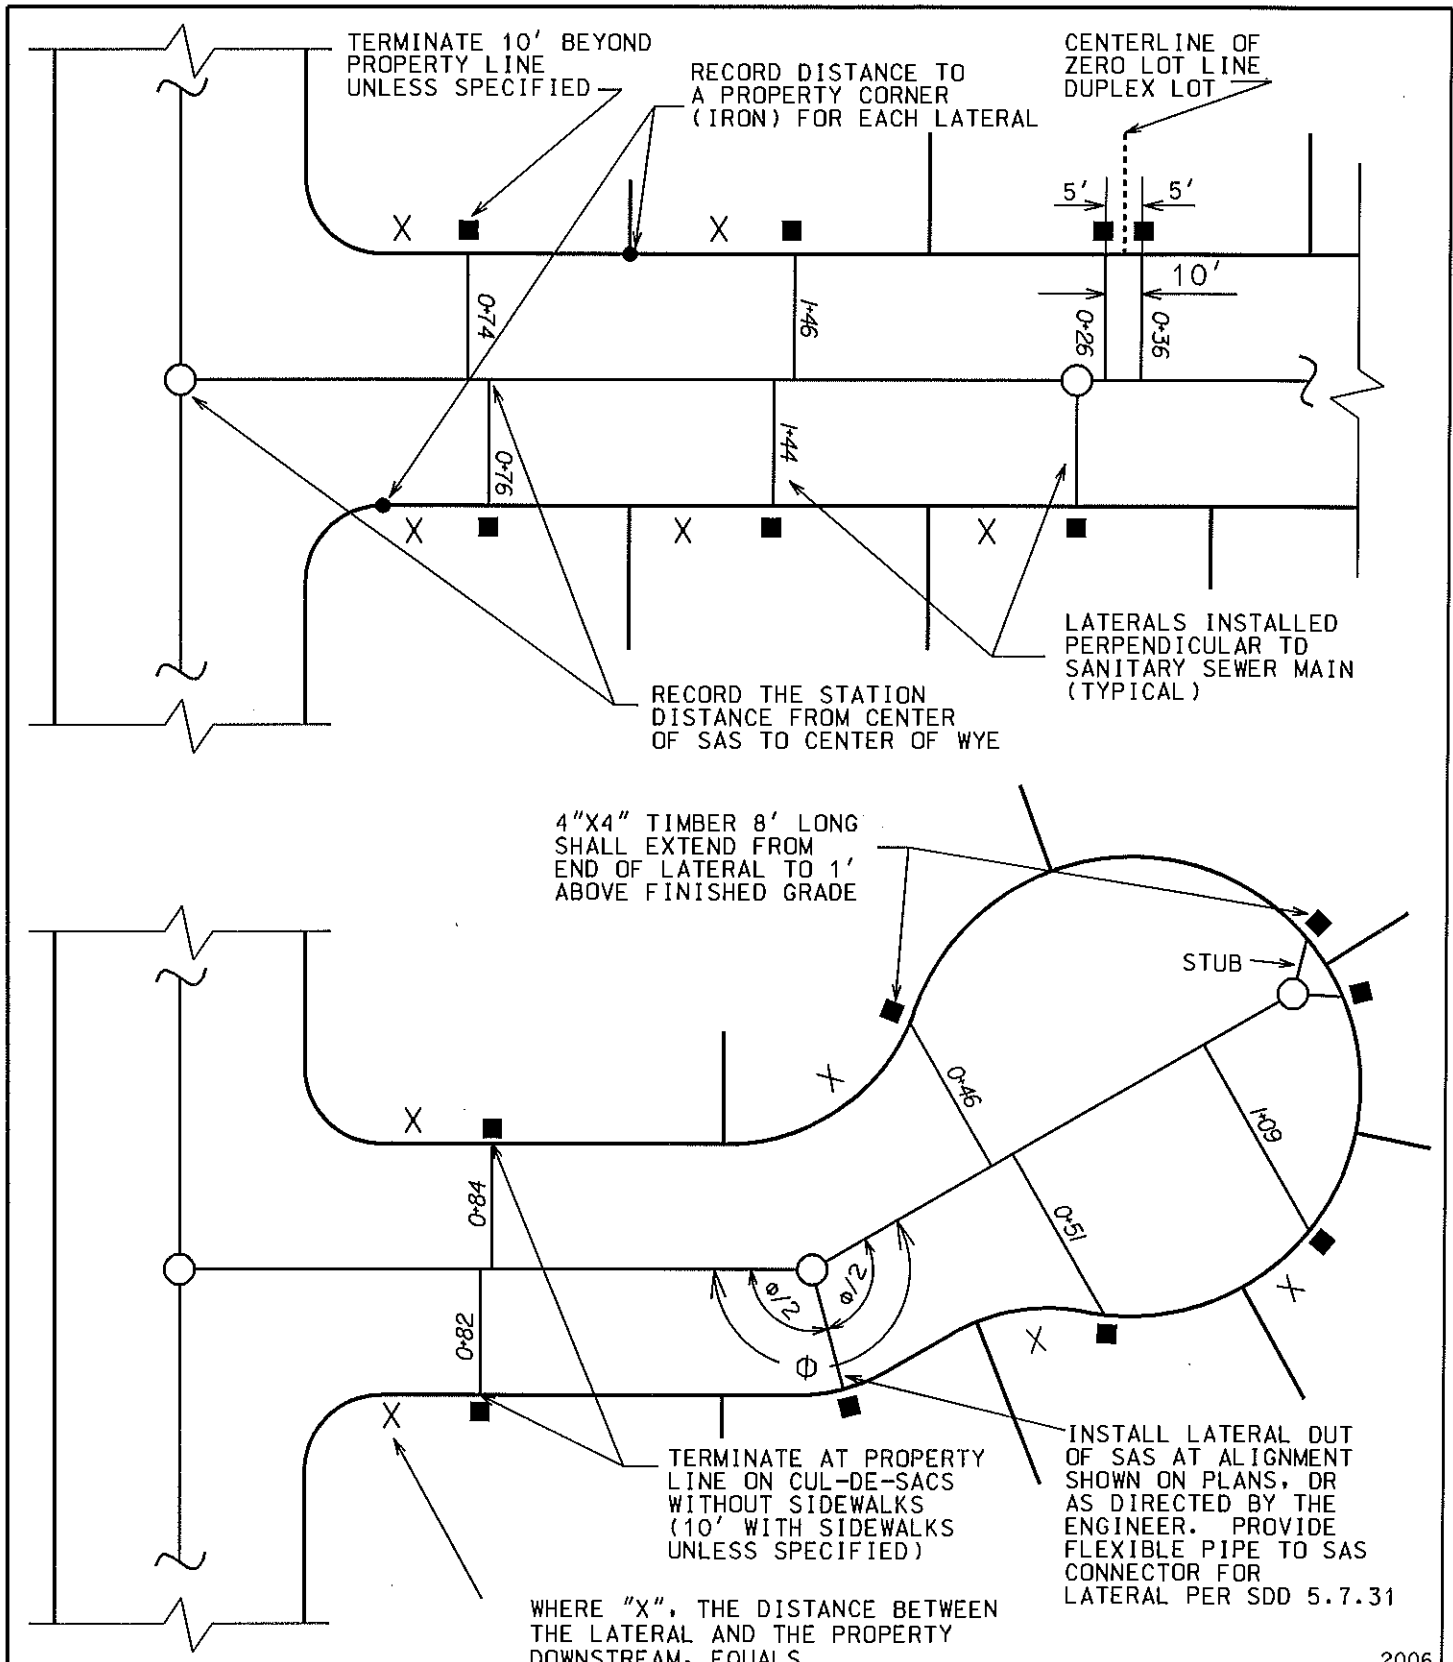 TERMINATE 10' BEYOND
PROPERTY LINE
UNLESS SPECIFIED
RECORD DISTANCE TO
A PROPERTY CORNER
(IRON) FOR EACH LATERAL
CENTERLINE OF
ZERO LOT LINE
DUPLEX LOT
5' 5'
X X
10'
0+74 1+46 0+26 0+36
0+76 1+44
X X X
LATERALS INSTALLED
PERPENDICULAR TO
SANITARY SEWER MAIN
(TYPICAL)
RECORD THE STATION
DISTANCE FROM CENTER
OF SAS TO CENTER OF WYE
4"X4" TIMBER 8' LONG
SHALL EXTEND FROM
END OF LATERAL TO 1'
ABOVE FINISHED GRADE
STUB
X X
0+46
1+09
0+84
0+51
0+82
Φ/2 Φ/2
Φ
X X X
TERMINATE AT PROPERTY
LINE ON CUL-DE-SACS
WITHOUT SIDEWALKS
(10' WITH SIDEWALKS
UNLESS SPECIFIED)
INSTALL LATERAL OUT
OF SAS AT ALIGNMENT
SHOWN ON PLANS, OR
AS DIRECTED BY THE
ENGINEER. PROVIDE
FLEXIBLE PIPE TO SAS
CONNECTOR FOR
LATERAL PER SDD 5.7.31
WHERE "X", THE DISTANCE BETWEEN
THE LATERAL AND THE PROPERTY
DOWNSTREAM, EQUALS
2006